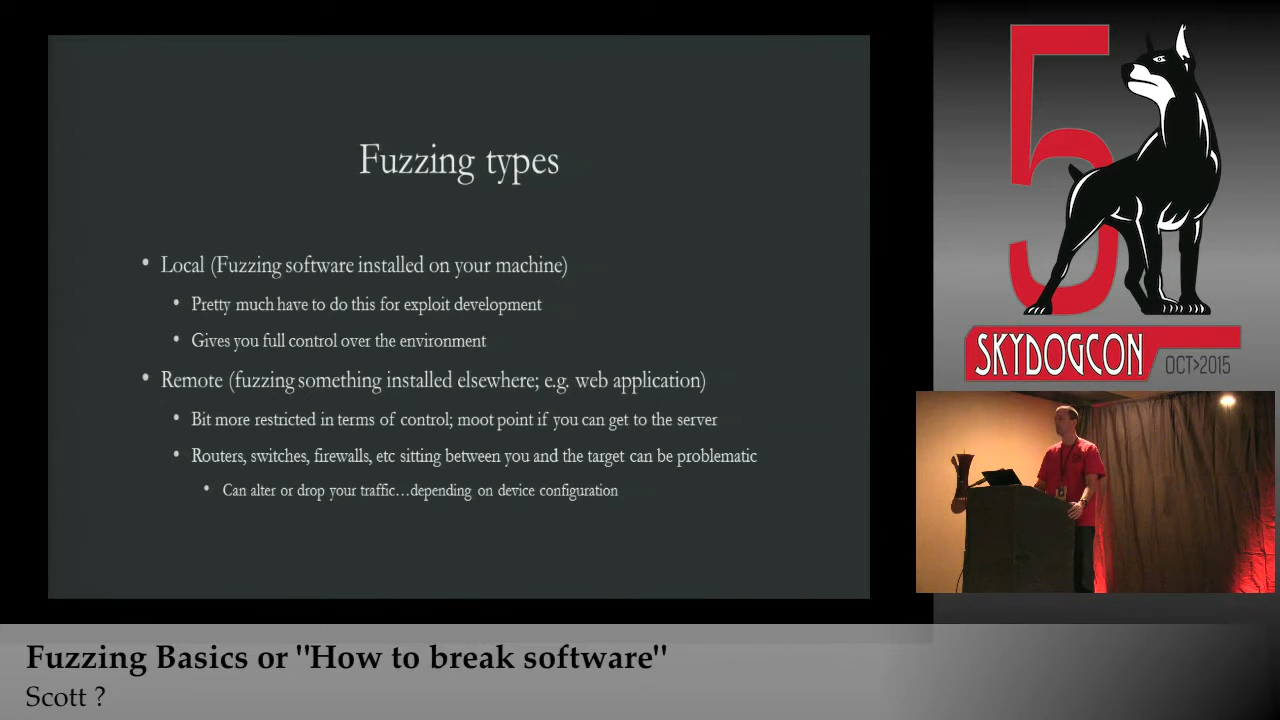 Fuzzing types
• Local (Fuzzing software installed on your machine)
• Pretty much have to do this for exploit development
• Gives you full control over the environment
• Remote (fuzzing something installed elsewhere; e.g. web application)
• Bit more restricted in terms of control; moot point if you can get to the server
• Routers, switches, firewalls, etc sitting between you and the target can be problematic
• Can alter or drop your traffic…depending on device configuration
5
SKYDOGCON
OCT>2015
Fuzzing Basics or "How to break software"
Scott ?